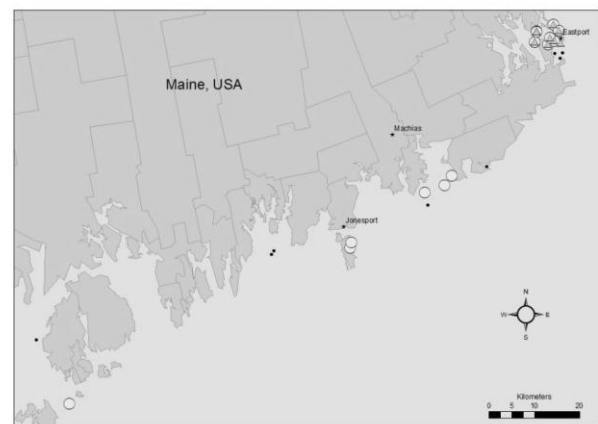 Eastport
Maine, USA
Machias
Jonesport
N
W E
S
Kilometers
0 5 10 20